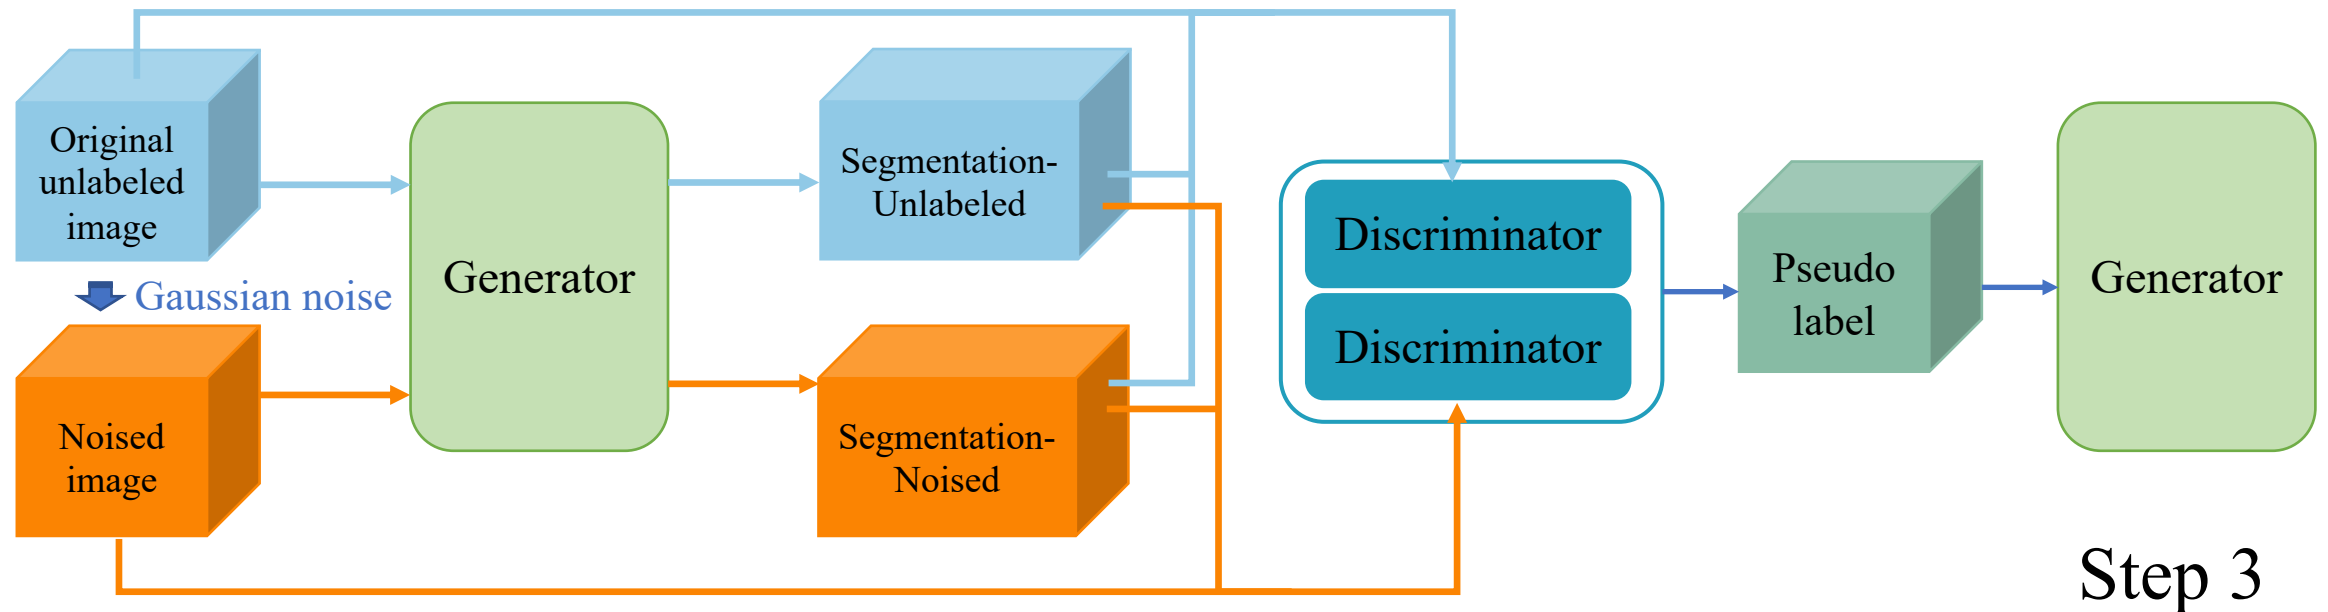 Original
unlabeled
image
Gaussian noise
Noised
image
Generator
Segmentation-
Unlabeled
Segmentation-
Noised
Discriminator
Discriminator
Pseudo
label
Generator
Step 3